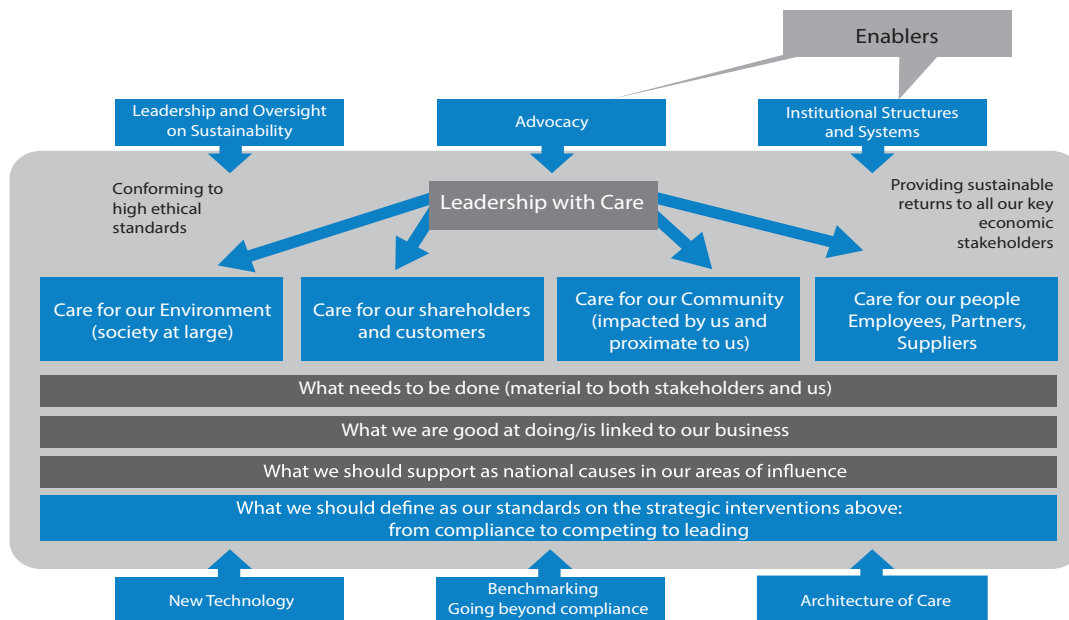 Enablers
Leadership and Oversight
on Sustainability
Advocacy
Institutional Structures
and Systems
Conforming to
high ethical
standards
Leadership with Care
Providing sustainable
returns to all our key
economic
stakeholders
Care for our Environment
(society at large)
Care for our shareholders
and customers
Care for our Community
(impacted by us and
proximate to us)
Care for our people
Employees, Partners,
Suppliers
What needs to be done (material to both stakeholders and us)
What we are good at doing/is linked to our business
What we should support as national causes in our areas of influence
What we should define as our standards on the strategic interventions above:
from compliance to competing to leading
New Technology
Benchmarking
Going beyond compliance
Architecture of Care